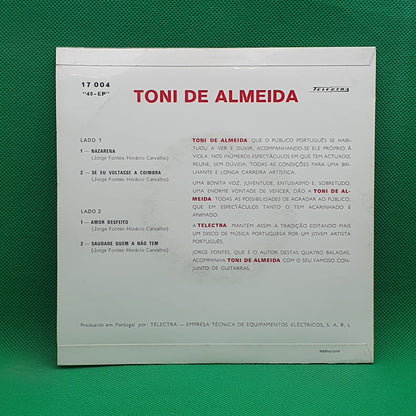 17 004
"45-EP"
TONI DE ALMEIDA
TELECTRA
LADO 1
1 — NAZARENA
(Jorge Fontes-Horácio Carvalho)
2 — SE EU VOLTASSE A COIMBRA
(Jorge Fontes-Horácio Carvalho)
LADO 2
1 — AMOR DESFEITO
(Jorge Fontes-Horácio Carvalho)
2 — SAUDADE QUEM A NÃO TEM
(Jorge Fontes-Horácio Carvalho)
TONI DE ALMEIDA QUE O PÚBLICO PORTUGUÊS SE HABI-
TUOU A VER E OUVIR, ACOMPANHANDO-SE ELE PRÓPRIO À
VIOLA, NOS INÚMEROS ESPECTÁCULOS EM QUE TEM ACTUADO,
REUNE, SEM DÚVIDA, TODAS AS CONDIÇÕES PARA UMA BRI-
LHANTE E LONGA CARREIRA ARTÍSTICA.
UMA BONITA VOZ, JUVENTUDE, ENTUSIASMO E, SOBRETUDO,
UMA ENORME VONTADE DE VENCER, DÃO A TONI DE AL-
MEIDA TODAS AS POSSIBILIDADES DE AGRADAR AO PÚBLICO,
QUE EM ESPECTÁCULOS TANTO O TEM ACARINHADO E
ANIMADO.
A TELECTRA MANTÉM ASSIM A TRADIÇÃO EDITANDO MAIS
UM DISCO DE MÚSICA PORTUGUESA POR UM JOVEM ARTISTA
PORTUGUÊS.
JORGE FONTES, QUE É O AUTOR DESTAS QUATRO BALADAS,
ACOMPANHA TONI DE ALMEIDA COM O SEU FAMOSO CON-
JUNTO DE GUITARRAS.
Produzido em Portugal por: TELECTRA — EMPRESA TÉCNICA DE EQUIPAMENTOS ELÉCTRICOS, S. A. R. L.